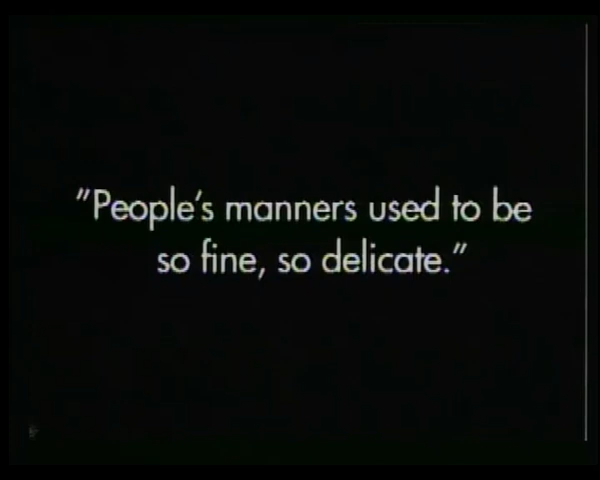 "People's manners used to be
so fine, so delicate."